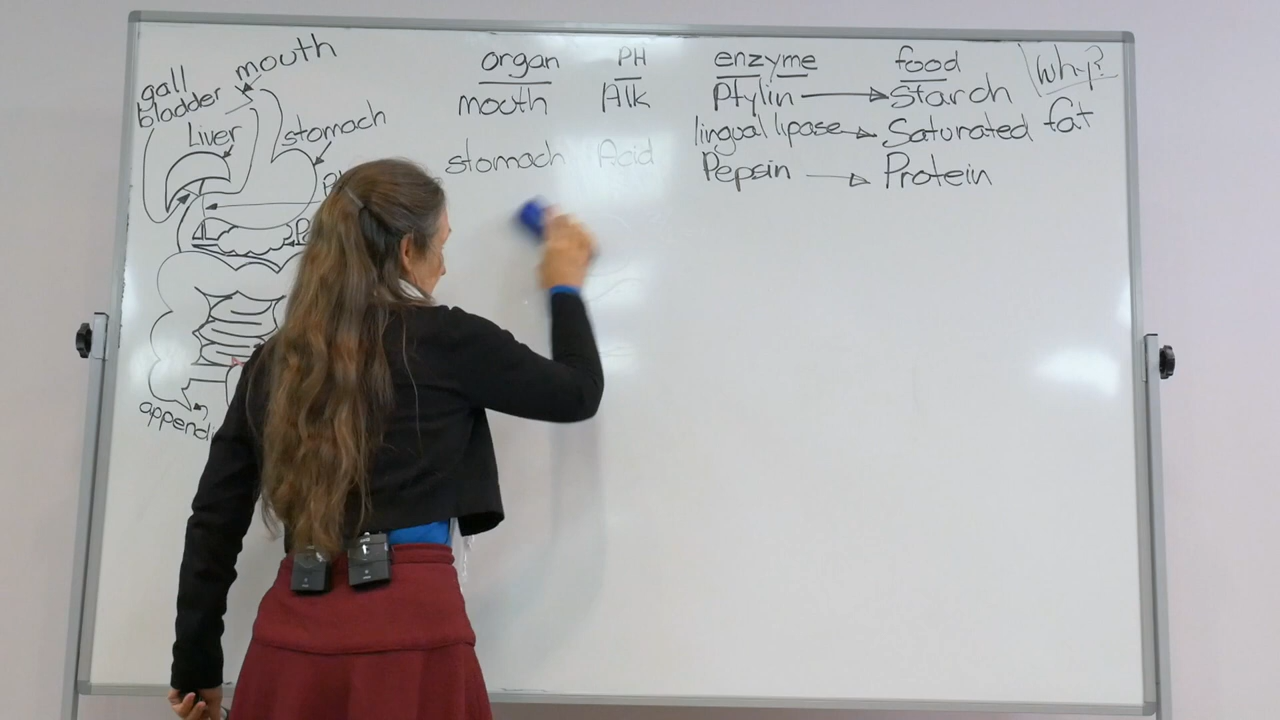 mouth
gall
bladder
Liver
stomach
appendi
organ PH enzyme food Why?
mouth Alk Ptylin Starch
lingual lipase Saturated fat
stomach Acid Pepsin Protein